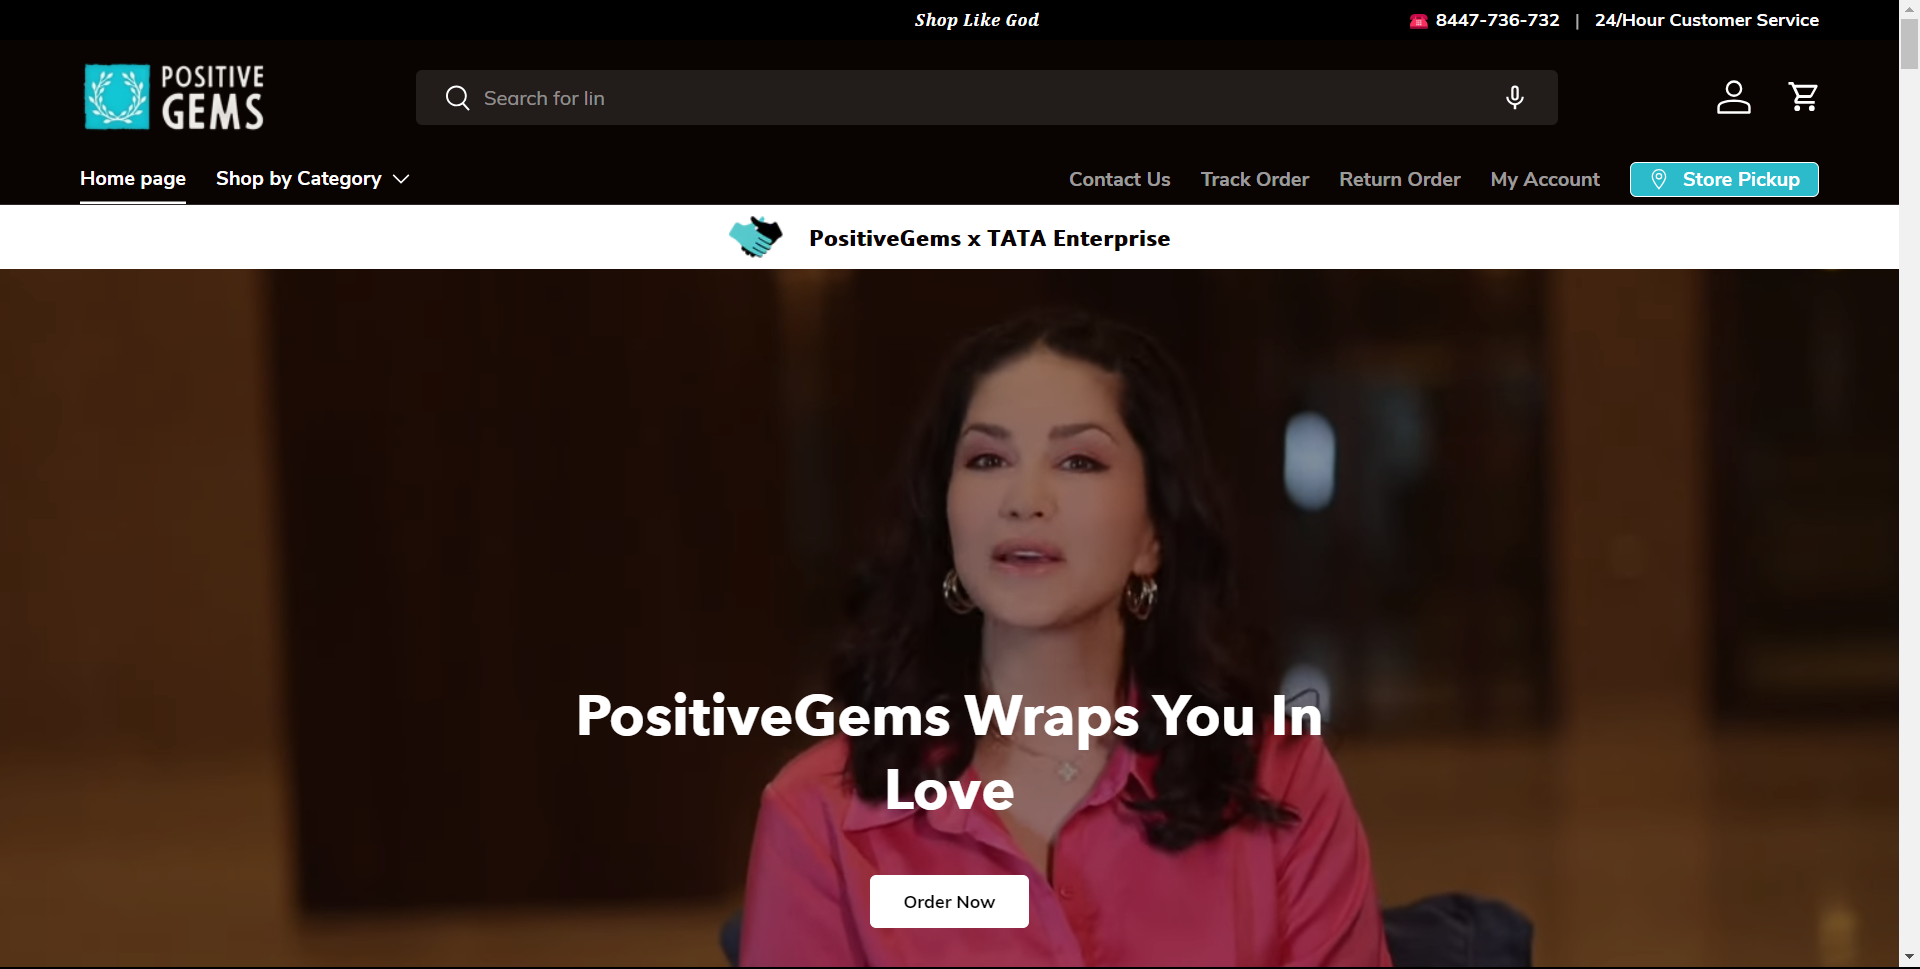 Shop Like God
8447-736-732 | 24/Hour Customer Service
POSITIVE
GEMS
Search for lin
Home page
Shop by Category
Contact Us
Track Order
Return Order
My Account
Store Pickup
PositiveGems x TATA Enterprise
PositiveGems Wraps You In
Love
Order Now